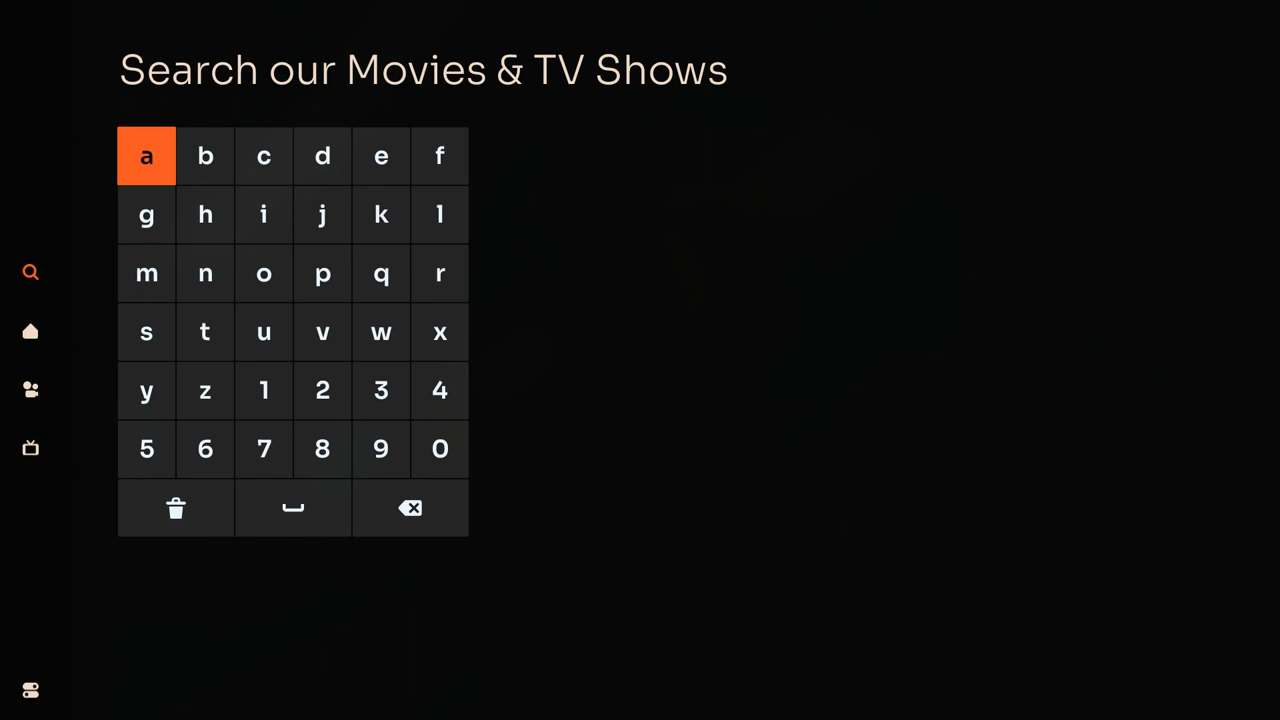 Search our Movies & TV Shows
a b c d e f
g h i j k l
m n o p q r
s t u v w x
y z 1 2 3 4
5 6 7 8 9 0